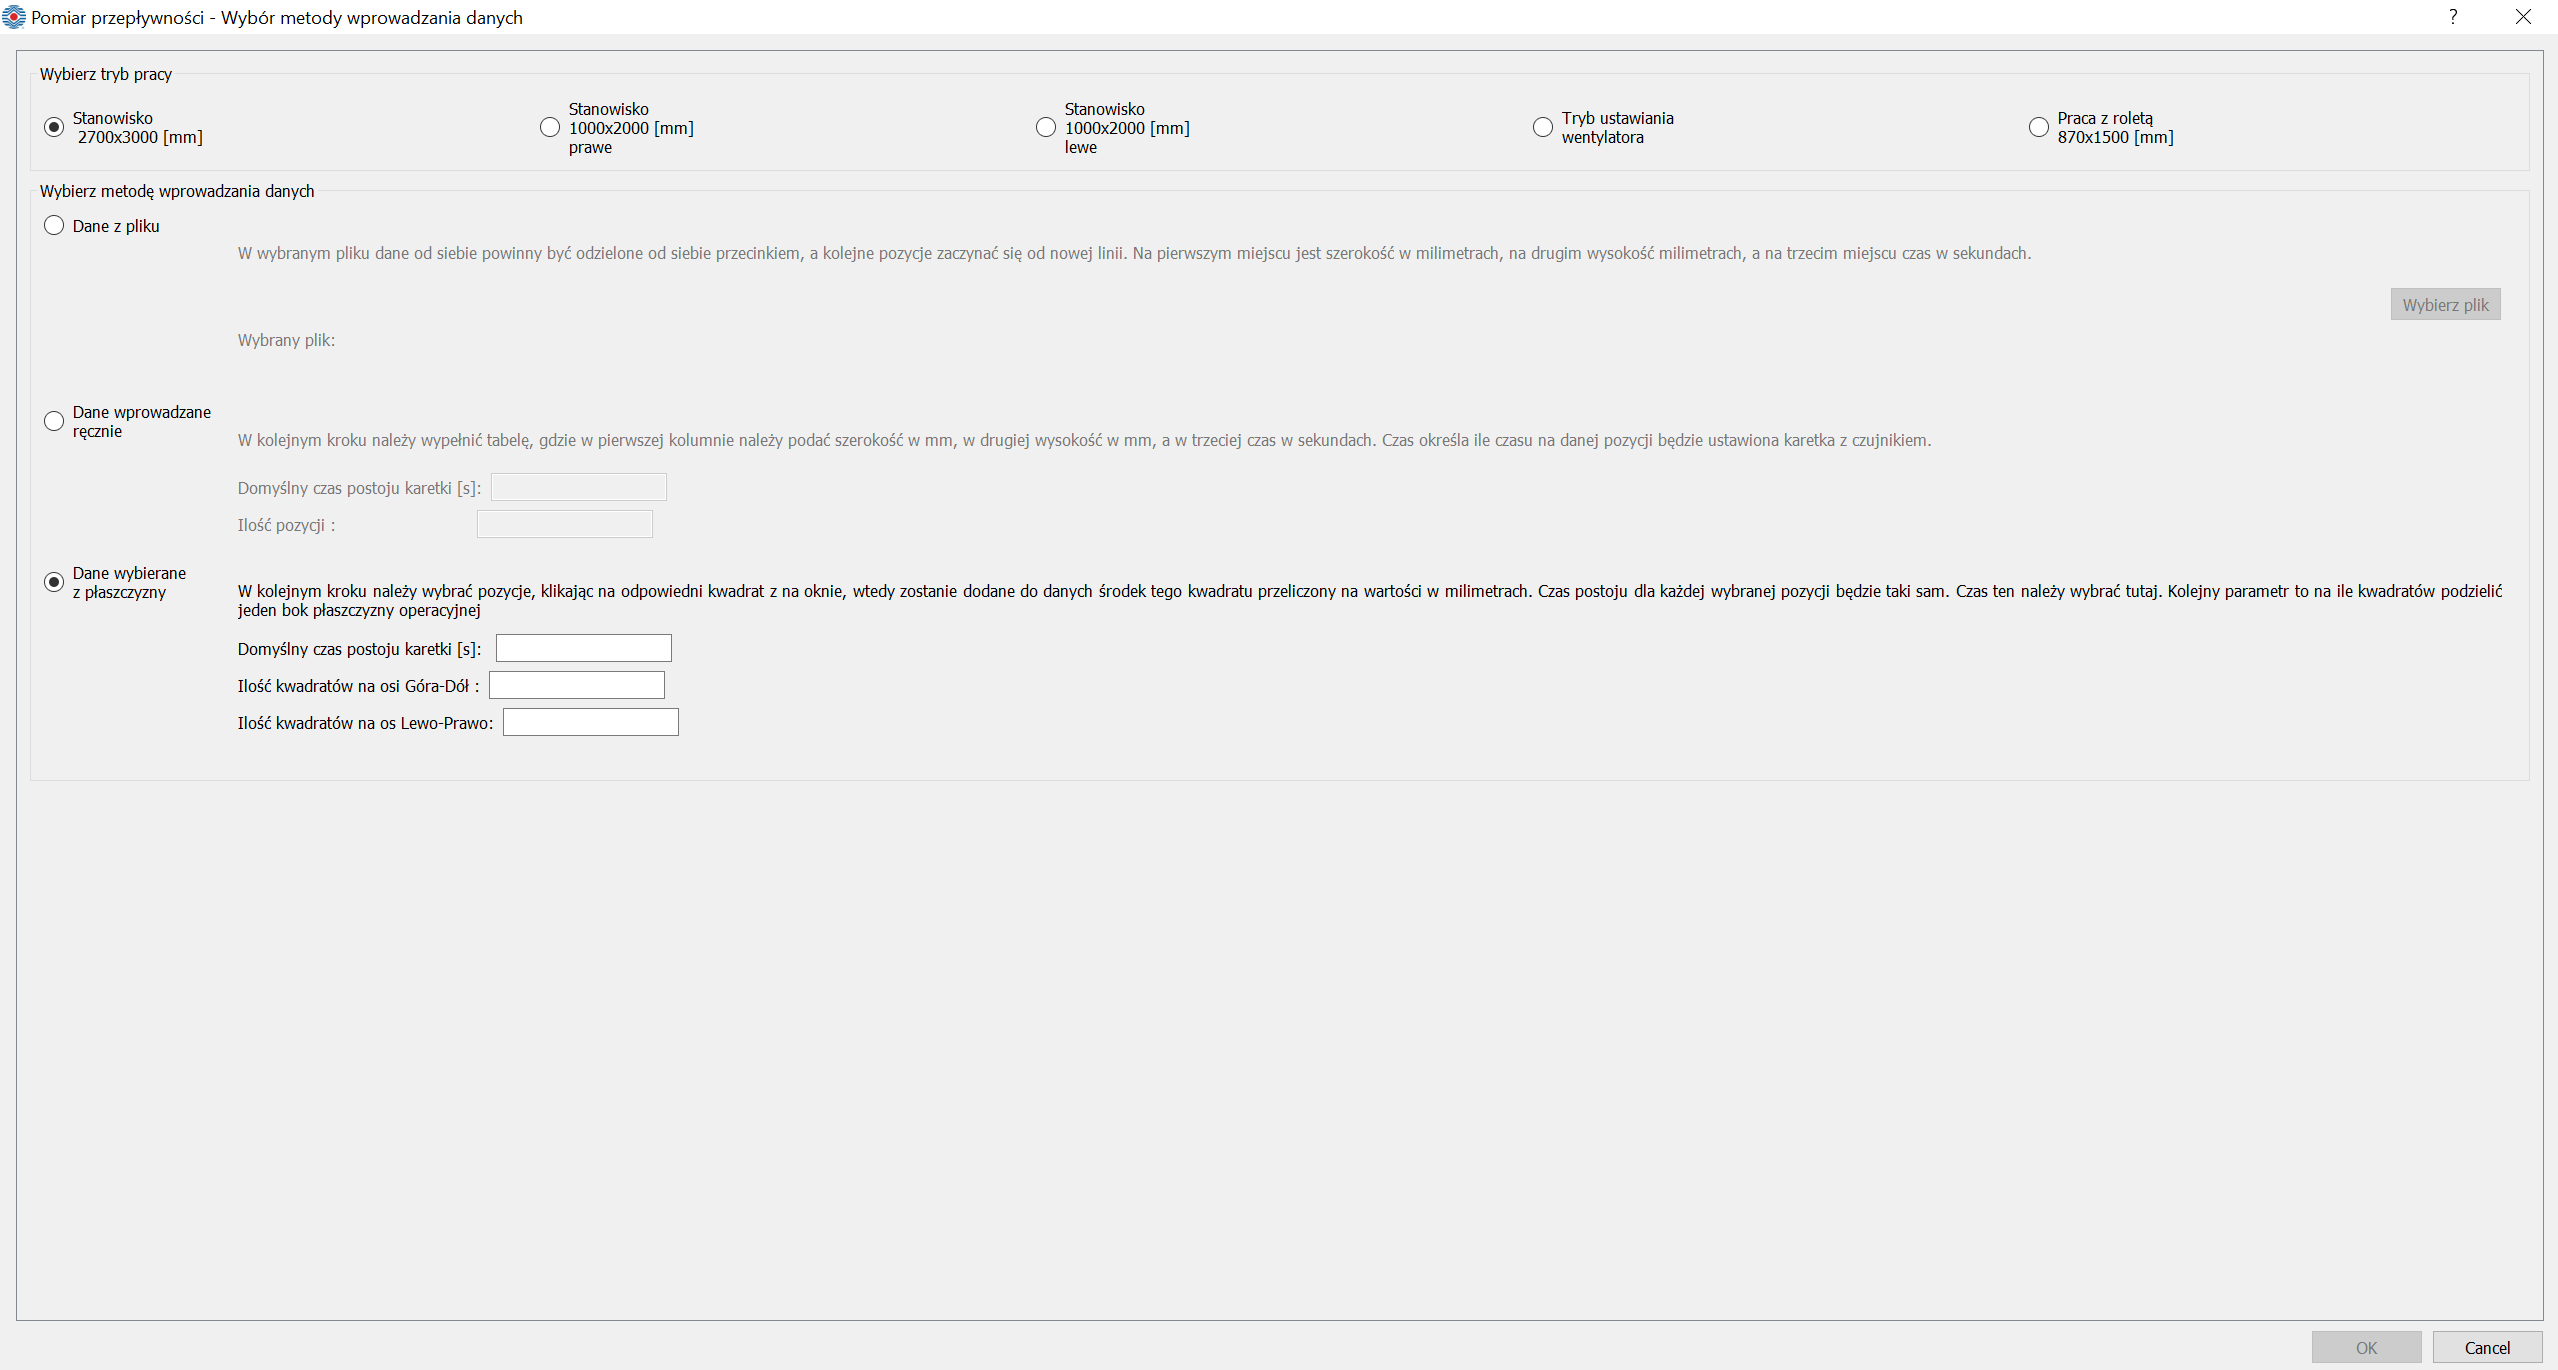 Pomiar przepływności - Wybór metody wprowadzania danych
?
Wybierz tryb pracy
Stanowisko
2700x3000 [mm]
Stanowisko
1000x2000 [mm]
prawe
Stanowisko
1000x2000 [mm]
lewe
Tryb ustawiania
wentylatora
Praca z roletą
870x1500 [mm]
Wybierz metodę wprowadzania danych
Dane z pliku
W wybranym pliku dane od siebie powinny być odzielone od siebie przecinkiem, a kolejne pozycje zaczynać się od nowej linii. Na pierwszym miejscu jest szerokość w milimetrach, na drugim wysokość milimetrach, a na trzecim miejscu czas w sekundach.
Wybierz plik
Wybrany plik:
Dane wprowadzane
ręcznie
W kolejnym kroku należy wypełnić tabelę, gdzie w pierwszej kolumnie należy podać szerokość w mm, w drugiej wysokość w mm, a w trzeciej czas w sekundach. Czas określa ile czasu na danej pozycji będzie ustawiona karetka z czujnikiem.
Domyślny czas postoju karetki [s]:
Ilość pozycji :
Dane wybierane
z płaszczyzny
W kolejnym kroku należy wybrać pozycje, klikając na odpowiedni kwadrat z na oknie, wtedy zostanie dodane do danych środek tego kwadratu przeliczony na wartości w milimetrach. Czas postoju dla każdej wybranej pozycji będzie taki sam. Czas ten należy wybrać tutaj. Kolejny parametr to na ile kwadratów podzielić
jeden bok płaszczyzny operacyjnej
Domyślny czas postoju karetki [s]:
Ilość kwadratów na osi Góra-Dół :
Ilość kwadratów na os Lewo-Prawo:
OK
Cancel